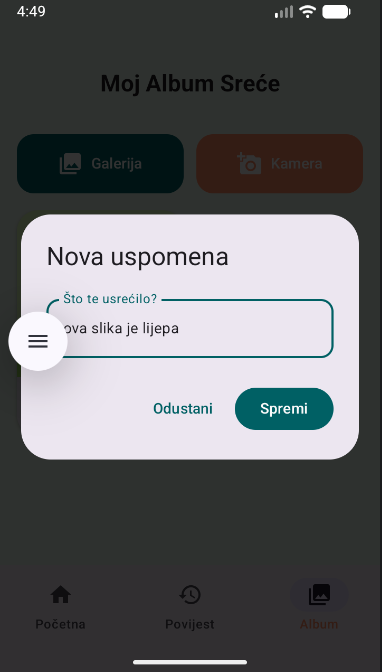 4:49
Moj Album Sreće
Galerija
Kamera
Nova uspomena
Što te usrećilo?
ova slika je lijepa
Odustani
Spremi
Početna
Povijest
Album